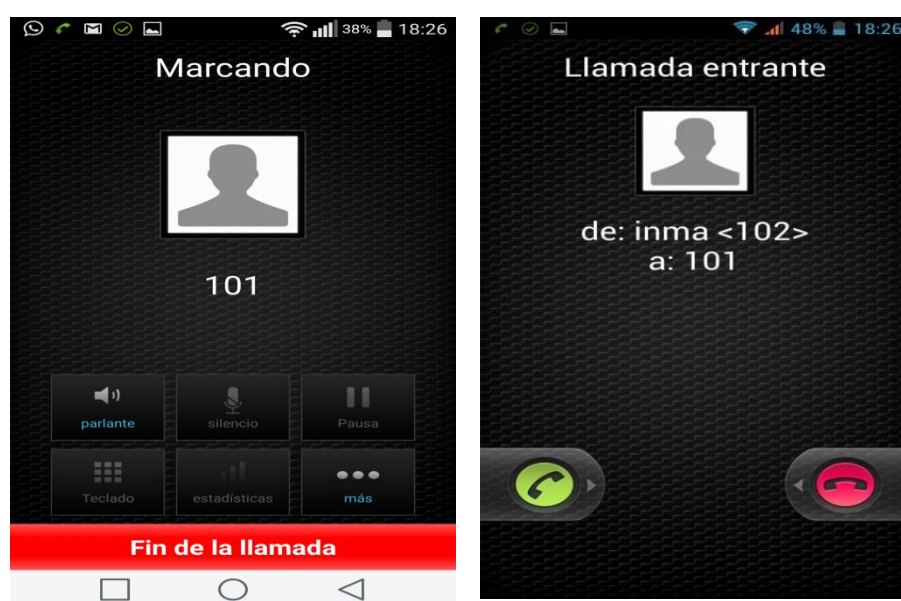 38% 18:26
Marcando
101
parlante silencio Pausa
Teclado estadísticas más
Fin de la llamada
48% 18:26
Llamada entrante
de: inma <102>
a: 101